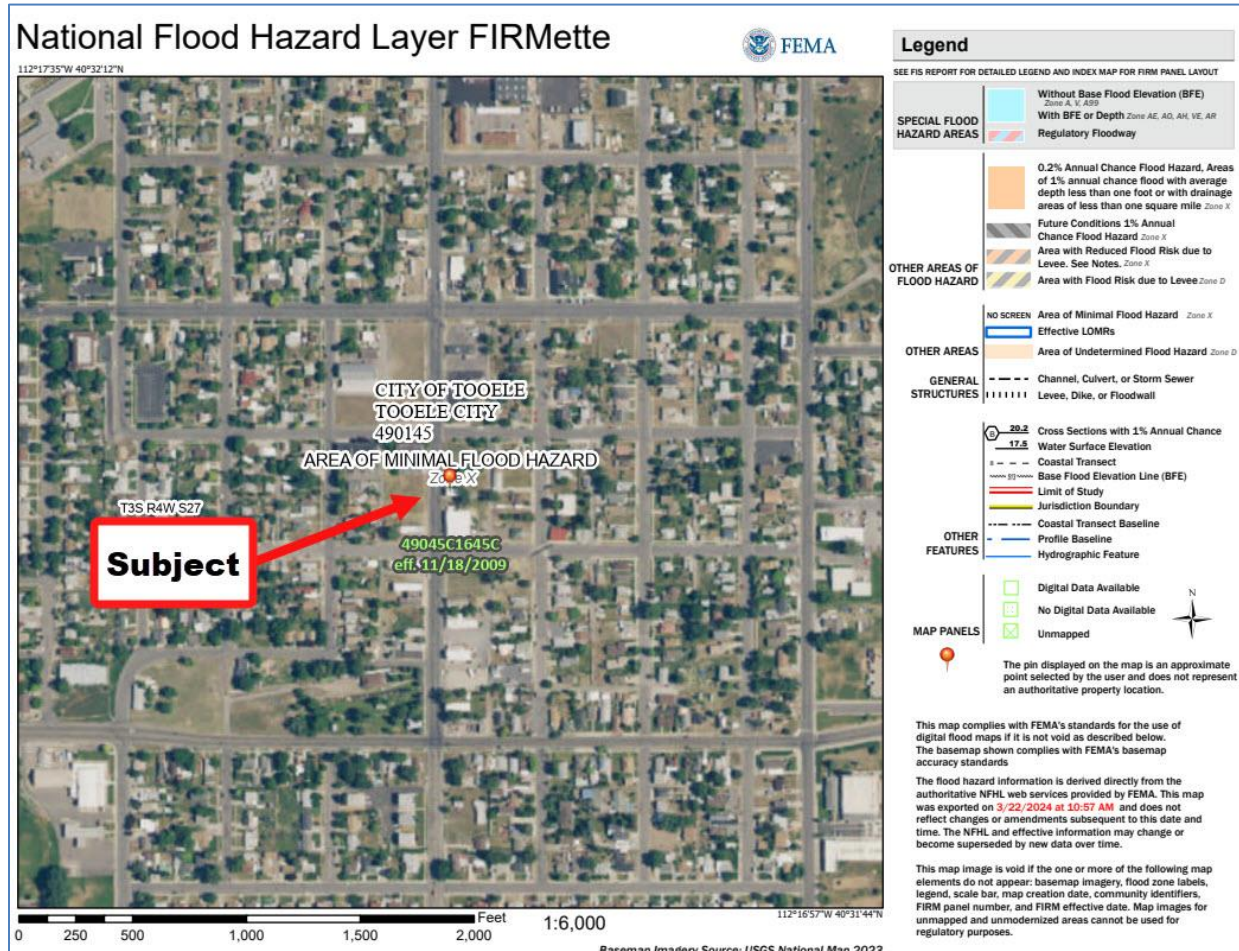 National Flood Hazard Layer FIRMette
FEMA
112°17'35"W 40°32'12"N
CITY OF TOOELE
TOOELE CITY
490145
AREA OF MINIMAL FLOOD HAZARD
Zone X
T3S R4W S27
Subject
49045C1645C
eff. 11/18/2009
Feet
1:6,000
112°16'57"W 40°31'44"N
0 250 500 1,000 1,500 2,000
Basemap Imagery Source: USGS National Map 2023
Legend
SEE FIS REPORT FOR DETAILED LEGEND AND INDEX MAP FOR FIRM PANEL LAYOUT
SPECIAL FLOOD
HAZARD AREAS
Without Base Flood Elevation (BFE)
Zone A, V, A99
With BFE or Depth Zone AE, AO, AH, VE, AR
Regulatory Floodway
0.2% Annual Chance Flood Hazard, Areas
of 1% annual chance flood with average
depth less than one foot or with drainage
areas of less than one square mile Zone X
Future Conditions 1% Annual
Chance Flood Hazard Zone X
Area with Reduced Flood Risk due to
Levee. See Notes. Zone X
Area with Flood Risk due to Levee Zone D
OTHER AREAS OF
FLOOD HAZARD
NO SCREEN Area of Minimal Flood Hazard Zone X
Effective LOMRs
OTHER AREAS
Area of Undetermined Flood Hazard Zone D
GENERAL
STRUCTURES
Channel, Culvert, or Storm Sewer
Levee, Dike, or Floodwall
B 20.2 Cross Sections with 1% Annual Chance
17.5 Water Surface Elevation
8 Coastal Transect
513 Base Flood Elevation Line (BFE)
Limit of Study
Jurisdiction Boundary
Coastal Transect Baseline
OTHER
FEATURES
Profile Baseline
Hydrographic Feature
Digital Data Available
No Digital Data Available
MAP PANELS
Unmapped
N
The pin displayed on the map is an approximate
point selected by the user and does not represent
an authoritative property location.
This map complies with FEMA's standards for the use of
digital flood maps if it is not void as described below.
The basemap shown complies with FEMA's basemap
accuracy standards
The flood hazard information is derived directly from the
authoritative NFHL web services provided by FEMA. This map
was exported on 3/22/2024 at 10:57 AM and does not
reflect changes or amendments subsequent to this date and
time. The NFHL and effective information may change or
become superseded by new data over time.
This map image is void if the one or more of the following map
elements do not appear: basemap imagery, flood zone labels,
legend, scale bar, map creation date, community identifiers,
FIRM panel number, and FIRM effective date. Map images for
unmapped and unmodernized areas cannot be used for
regulatory purposes.